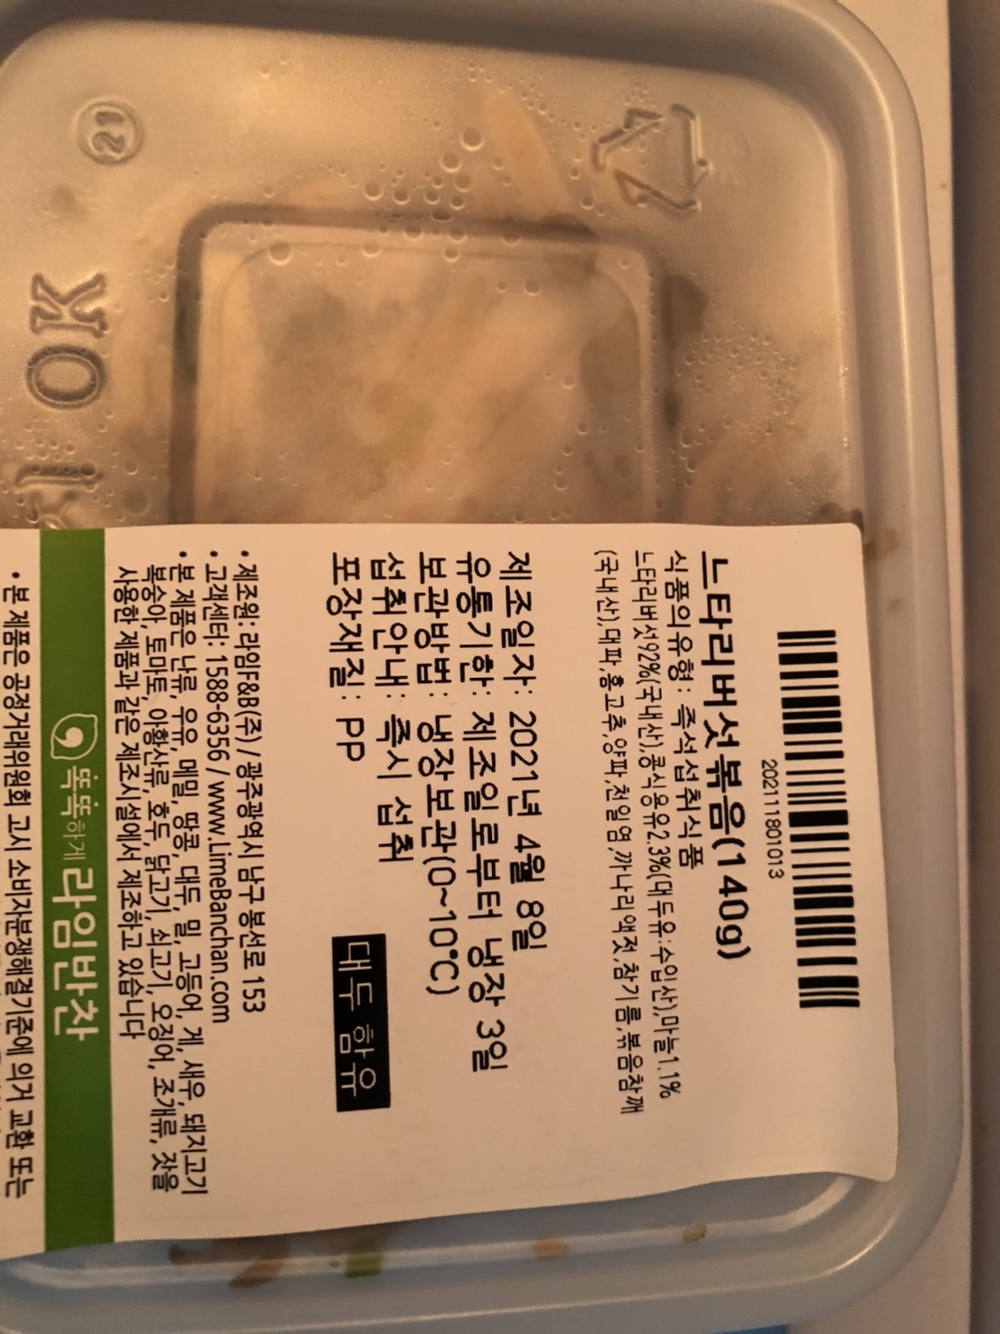 202111801013
느타리버섯볶음(140g)
식품의유형: 즉석섭취식품
느타리버섯92%(국내산),콩식용유2.3%(대두유:수입산),마늘1.1%
(국내산),대파,홍고추,양파,천일염,까나리액젓,참기름,볶음참깨
제조일자: 2021년 4월 8일
유통기한: 제조일로부터 냉장 3일
보관방법: 냉장보관(0~10℃)
섭취안내: 즉시 섭취
포장재질: PP
대두 함유
• 제조원: 라임F&B(주) / 광주광역시 남구 봉선로 153
• 고객센터: 1588-6356 / www.LimeBanchan.com
• 본 제품은 난류, 우유, 메밀, 땅콩, 대두, 밀, 고등어, 게, 새우, 돼지고기
복숭아, 토마토, 아황산류, 호두, 닭고기, 쇠고기, 오징어, 조개류, 잣을
사용한 제품과 같은 제조시설에서 제조하고 있습니다
똑똑하게 라임반찬
• 본 제품은 공정거래위원회 고시 소비자분쟁해결기준에 의거 교환 또는
OK
21